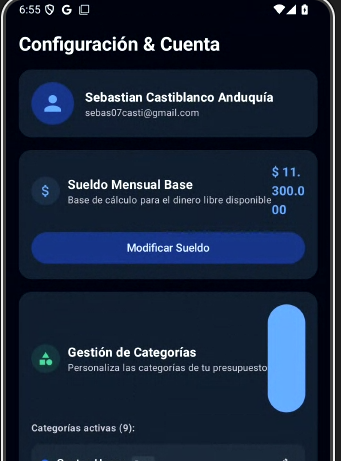 6:55
Configuración & Cuenta
Sebastian Castiblanco Anduquía
sebas07casti@gmail.com
$
Sueldo Mensual Base
Base de cálculo para el dinero libre disponible
$ 11.
300.0
00
Modificar Sueldo
Gestión de Categorías
Personaliza las categorías de tu presupuesto
Categorías activas (9):